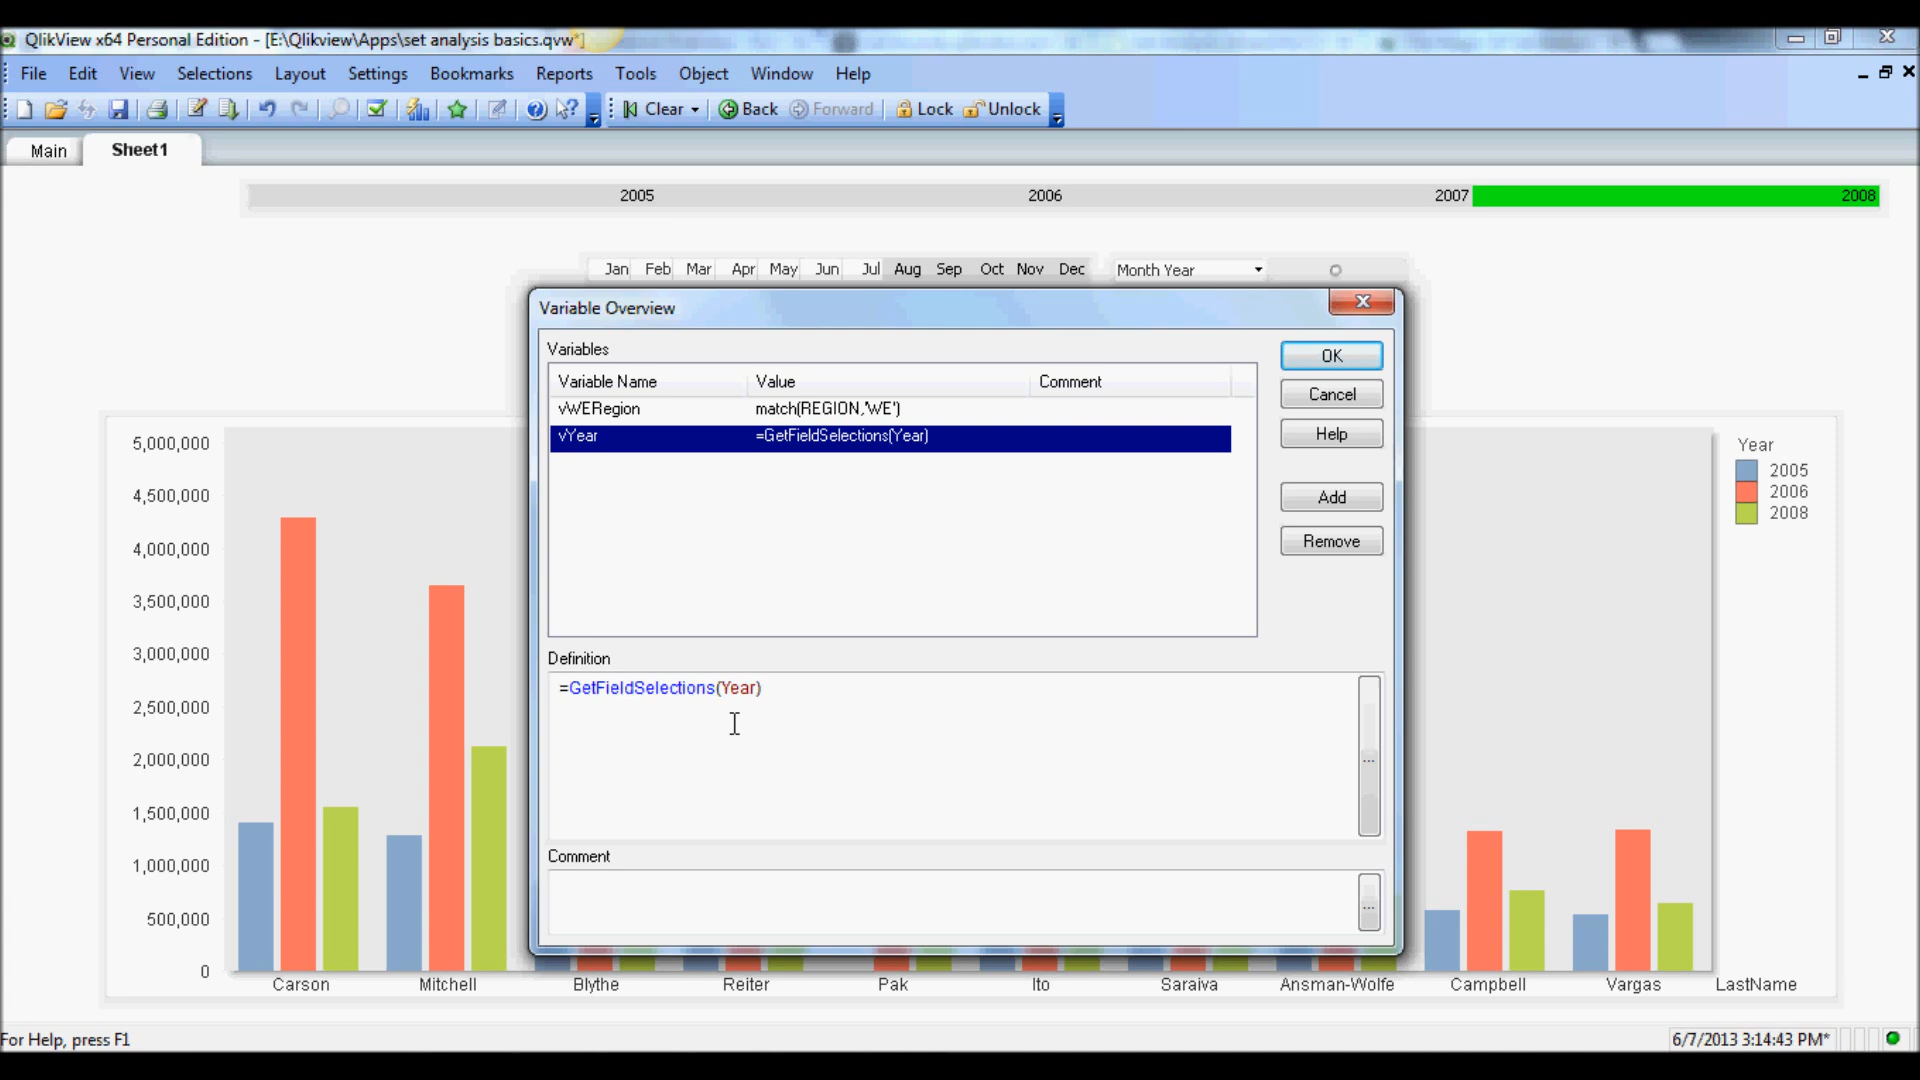 QlikView x64 Personal Edition - [E:\Qlikview\Apps\set analysis basics.qvw*]
File Edit View Selections Layout Settings Bookmarks Reports Tools Object Window Help
Clear Back Forward Lock Unlock
Main Sheet1
2005 2006 2007 2008
Jan Feb Mar Apr May Jun Jul Aug Sep Oct Nov Dec Month Year
Variable Overview
Variables
OK
Variable Name Value Comment
Cancel
vWERegion match(REGION,'WE')
vYear =GetFieldSelections(Year)
Help
Add
Remove
Definition
=GetFieldSelections(Year)
...
Comment
...
5,000,000
4,500,000
4,000,000
3,500,000
3,000,000
2,500,000
2,000,000
1,500,000
1,000,000
500,000
0
Year
2005
2006
2008
Carson Mitchell Blythe Reiter Pak Ito Saraiva Ansman-Wolfe Campbell Vargas LastName
For Help, press F1
6/7/2013 3:14:43 PM*